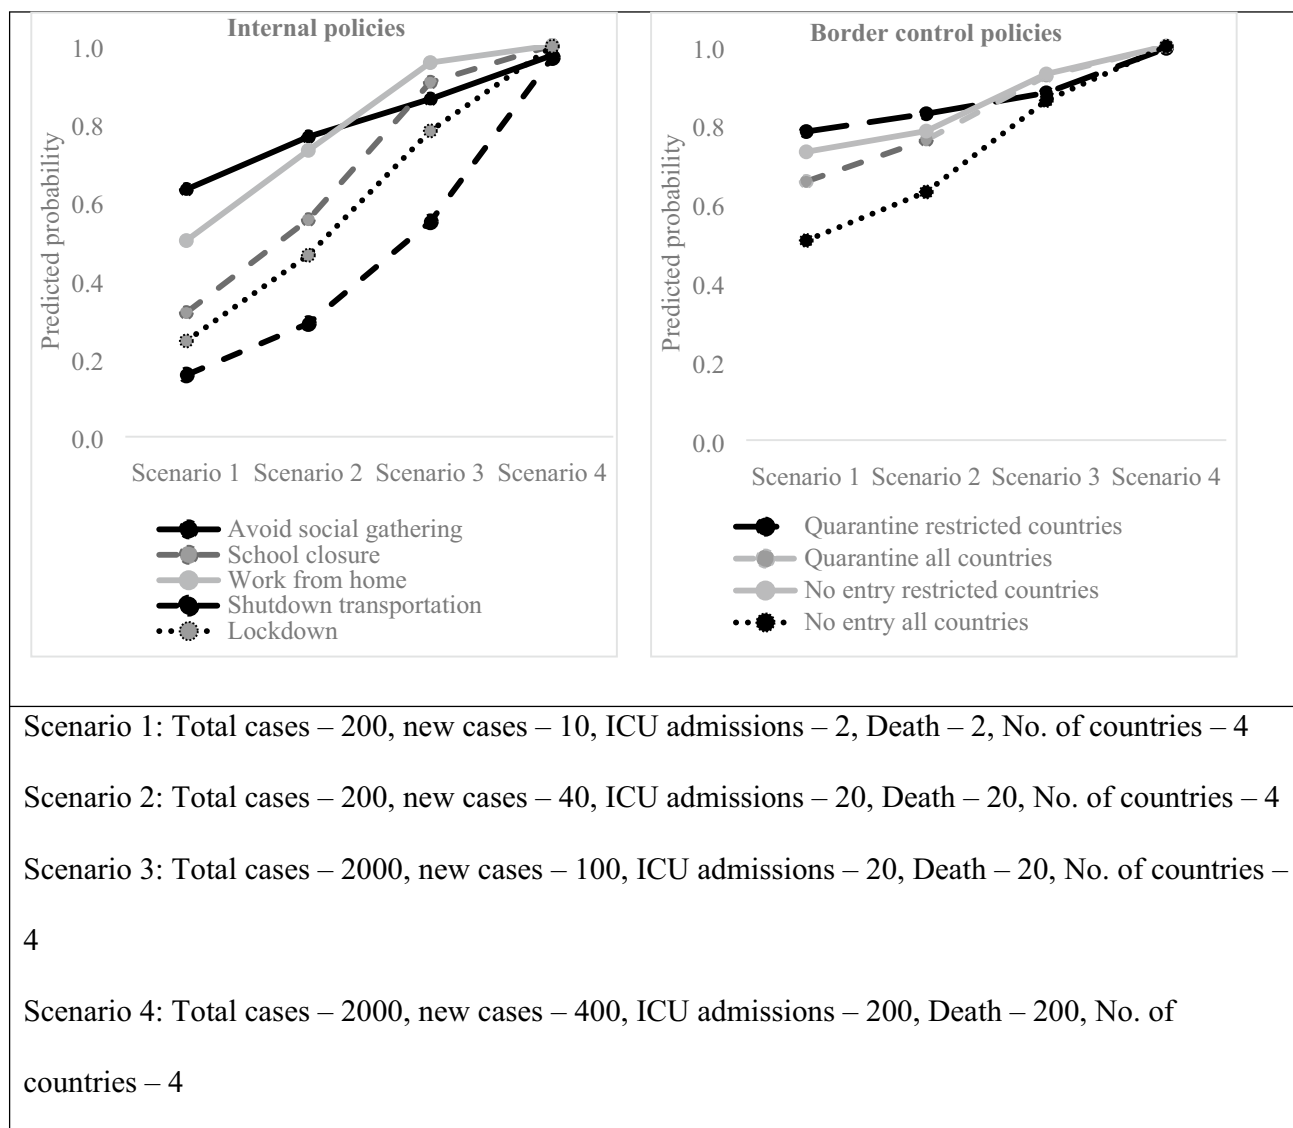 Internal policies
1.0
0.8
0.6
0.4
0.2
0.0
Predicted probability
Scenario 1 Scenario 2 Scenario 3 Scenario 4
Avoid social gathering
School closure
Work from home
Shutdown transportation
Lockdown
Border control policies
1.0
0.8
0.6
0.4
0.2
0.0
Predicted probability
Scenario 1 Scenario 2 Scenario 3 Scenario 4
Quarantine restricted countries
Quarantine all countries
No entry restricted countries
No entry all countries
Scenario 1: Total cases – 200, new cases – 10, ICU admissions – 2, Death – 2, No. of countries – 4
Scenario 2: Total cases – 200, new cases – 40, ICU admissions – 20, Death – 20, No. of countries – 4
Scenario 3: Total cases – 2000, new cases – 100, ICU admissions – 20, Death – 20, No. of countries –
4
Scenario 4: Total cases – 2000, new cases – 400, ICU admissions – 200, Death – 200, No. of
countries – 4